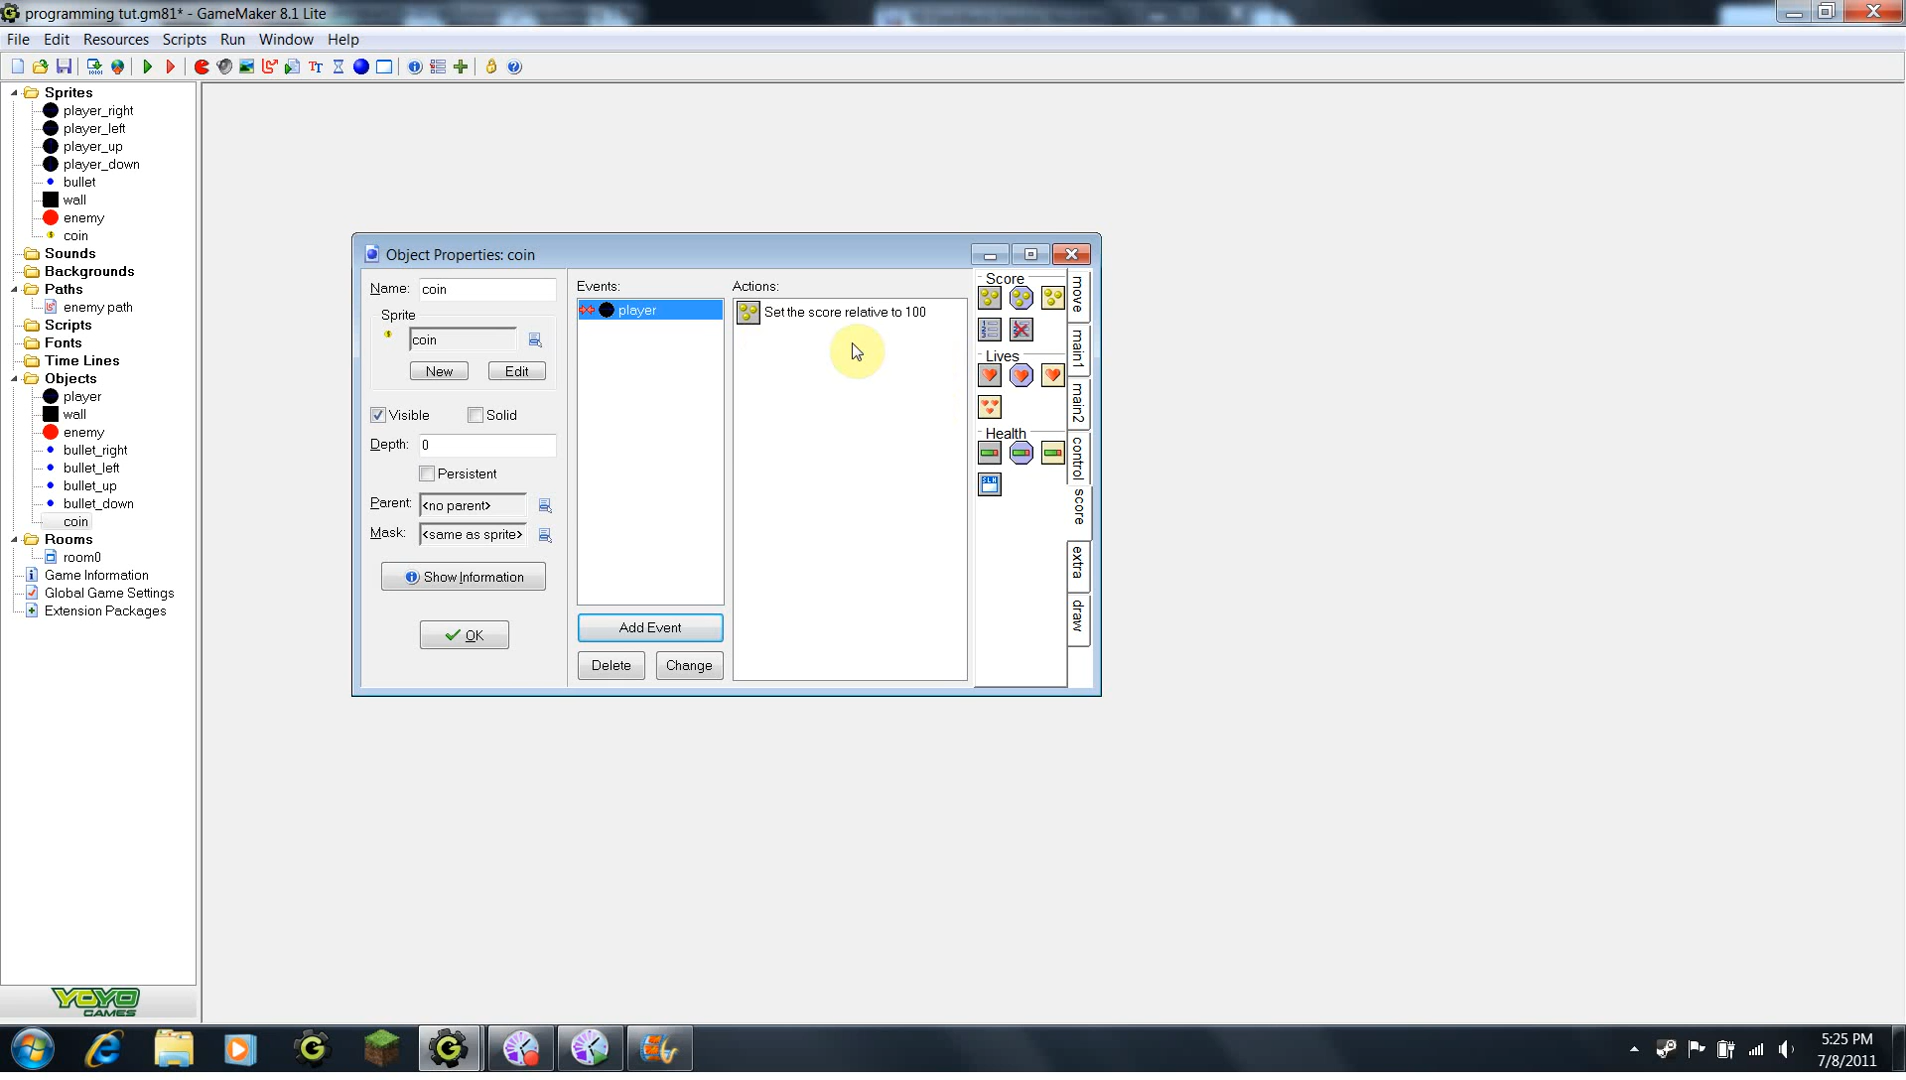 programming tut.gm81* - GameMaker 8.1 Lite
File Edit Resources Scripts Run Window Help
Sprites
player_right
player_left
player_up
player_down
bullet
wall
enemy
coin
Sounds
Backgrounds
Paths
enemy path
Scripts
Fonts
Time Lines
Objects
player
wall
enemy
bullet_right
bullet_left
bullet_up
bullet_down
coin
Rooms
room0
Game Information
Global Game Settings
Extension Packages
YOYO
GAMES
Object Properties: coin
Name: coin
Sprite
coin
New Edit
Visible Solid
Depth: 0
Persistent
Parent: <no parent>
Mask: <same as sprite>
Show Information
OK
Events:
player
Add Event
Delete Change
Actions:
Set the score relative to 100
Score
Lives
Health
move
main1
main2
control
score
extra
draw
5:25 PM
7/8/2011